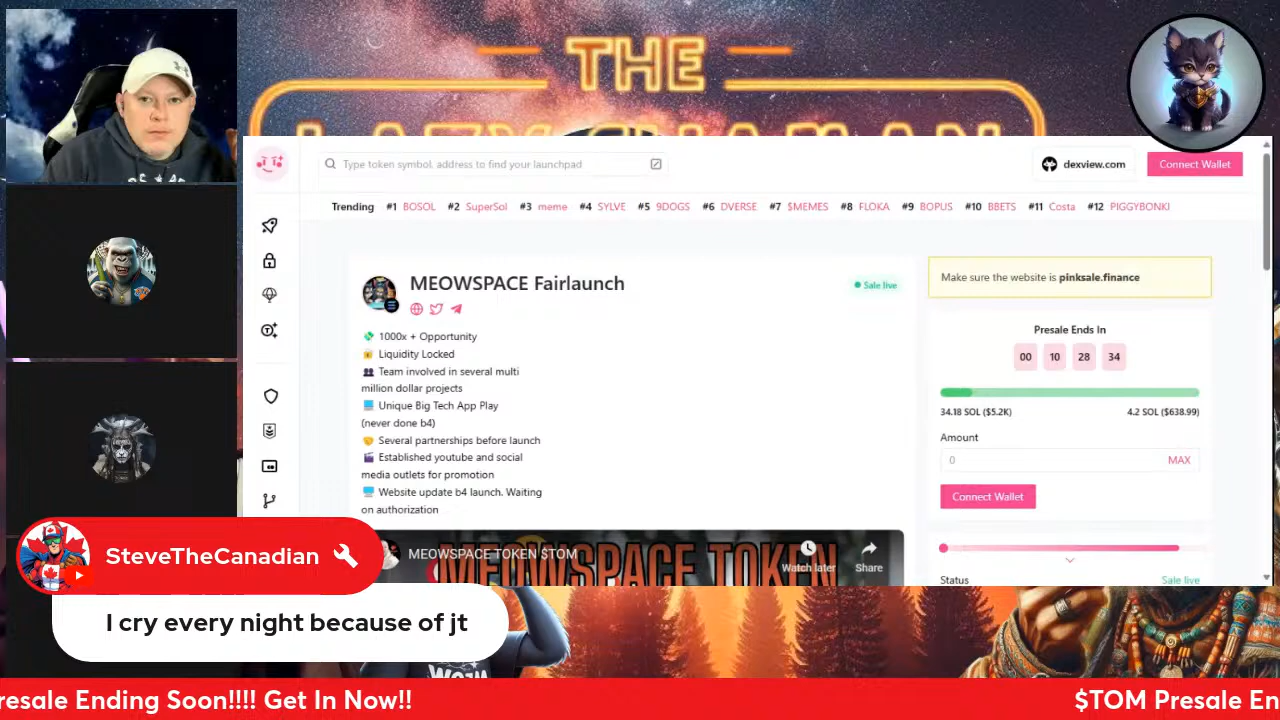 THE
Type token symbol, address to find your launchpad
dexview.com
Connect Wallet
Trending #1 BOSOL #2 SuperSol #3 meme #4 SYLVE #5 9DOGS #6 DVERSE #7 $MEMES #8 FLOKA #9 BOPUS #10 BBETS #11 Costa #12 PIGGYBONKI
MEOWSPACE Fairlaunch
Sale live
💸 1000x + Opportunity
🔐 Liquidity Locked
👥 Team involved in several multi
million dollar projects
💻 Unique Big Tech App Play
(never done b4)
🤝 Several partnerships before launch
🎬 Established youtube and social
media outlets for promotion
💻 Website update b4 launch. Waiting
on authorization
Make sure the website is pinksale.finance
Presale Ends In
00 10 28 34
34.18 SOL ($5.2K) 4.2 SOL ($638.99)
Amount
0 MAX
Connect Wallet
Status Sale live
MEOWSPACE TOKEN $TOM
MEOWSPACE TOKEN
Watch later Share
SteveTheCanadian
I cry every night because of jt
resale Ending Soon!!!! Get In Now!! $TOM Presale En